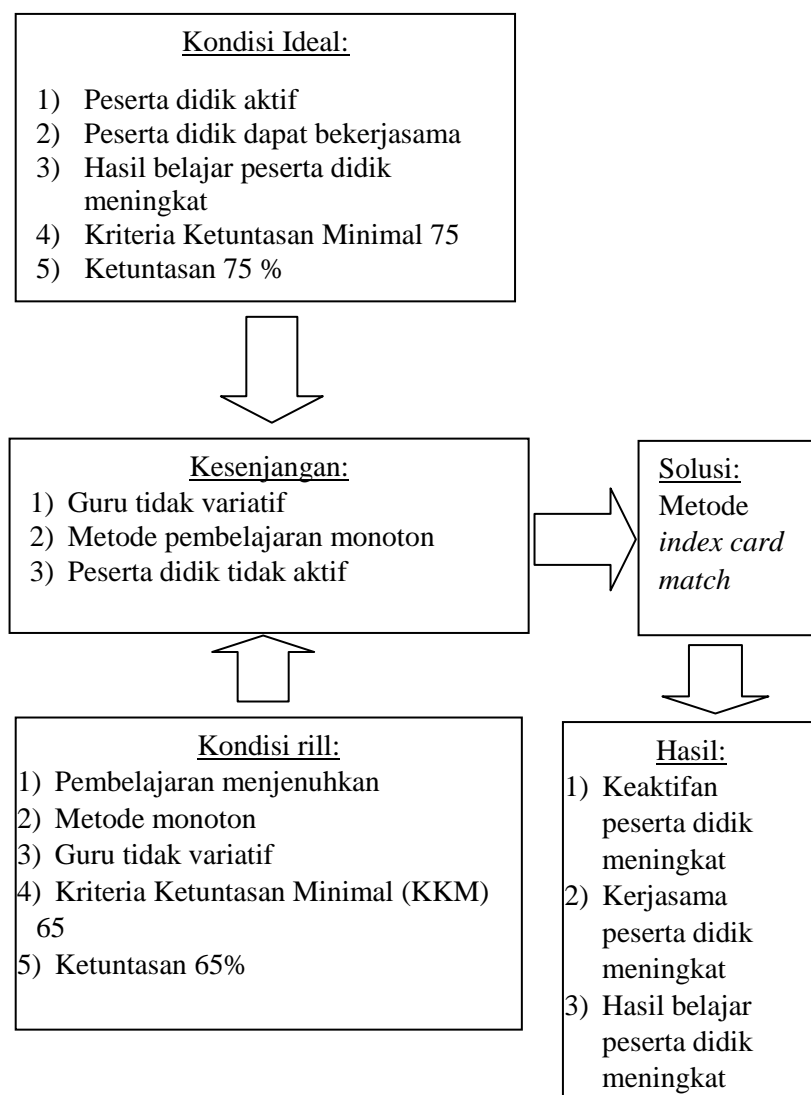 Kondisi Ideal:
1) Peserta didik aktif
2) Peserta didik dapat bekerjasama
3) Hasil belajar peserta didik
meningkat
4) Kriteria Ketuntasan Minimal 75
5) Ketuntasan 75 %
Kesenjangan:
1) Guru tidak variatif
2) Metode pembelajaran monoton
3) Peserta didik tidak aktif
Solusi:
Metode
index card
match
Kondisi rill:
1) Pembelajaran menjenuhkan
2) Metode monoton
3) Guru tidak variatif
4) Kriteria Ketuntasan Minimal (KKM)
65
5) Ketuntasan 65%
Hasil:
1) Keaktifan
peserta didik
meningkat
2) Kerjasama
peserta didik
meningkat
3) Hasil belajar
peserta didik
meningkat